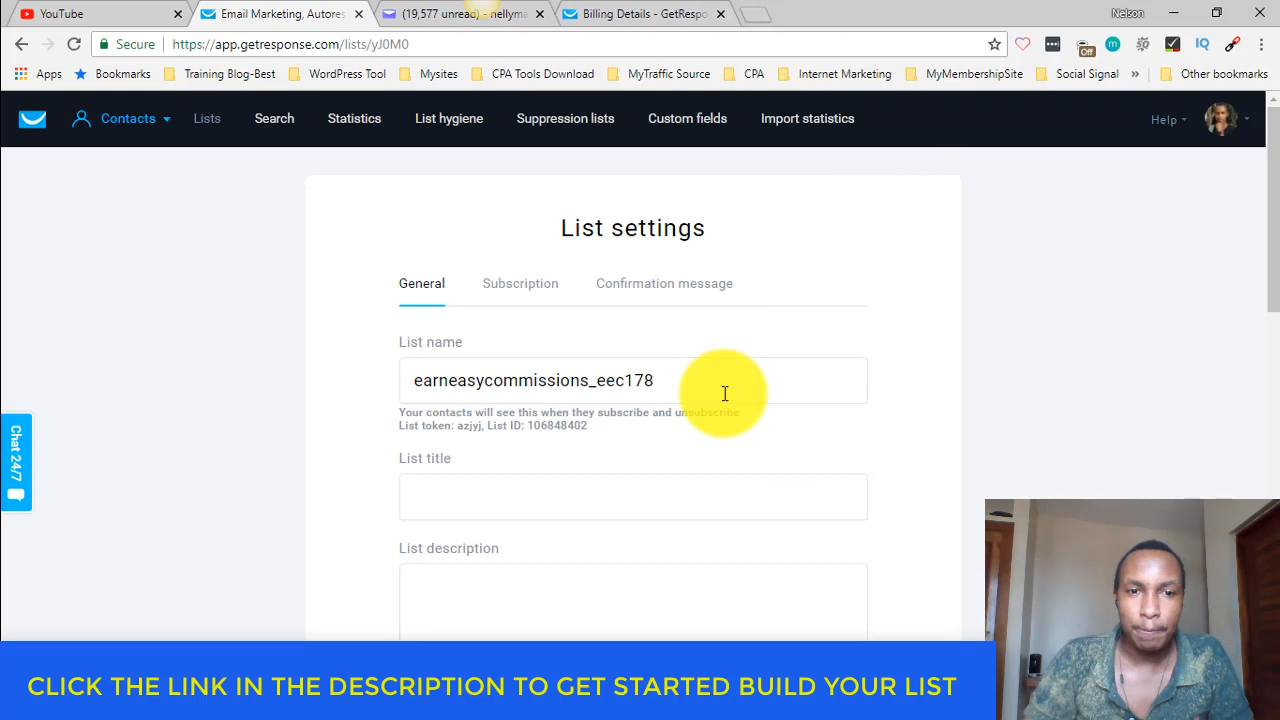 YouTube
Email Marketing, Autores
(19,577 unread) - nellyma
Billing Details - GetRespo
Nelson
Secure
https://app.getresponse.com/lists/yJ0M0
Off
Apps
Bookmarks
Training Blog-Best
WordPress Tool
Mysites
CPA Tools Download
MyTraffic Source
CPA
Internet Marketing
MyMembershipSite
Social Signal
»
Other bookmarks
Contacts
Lists
Search
Statistics
List hygiene
Suppression lists
Custom fields
Import statistics
Help
List settings
General
Subscription
Confirmation message
List name
earneasycommissions_eec178
Your contacts will see this when they subscribe and unsubscribe
List token: azjyj, List ID: 106848402
List title
List description
Chat 24/7
CLICK THE LINK IN THE DESCRIPTION TO GET STARTED BUILD YOUR LIST